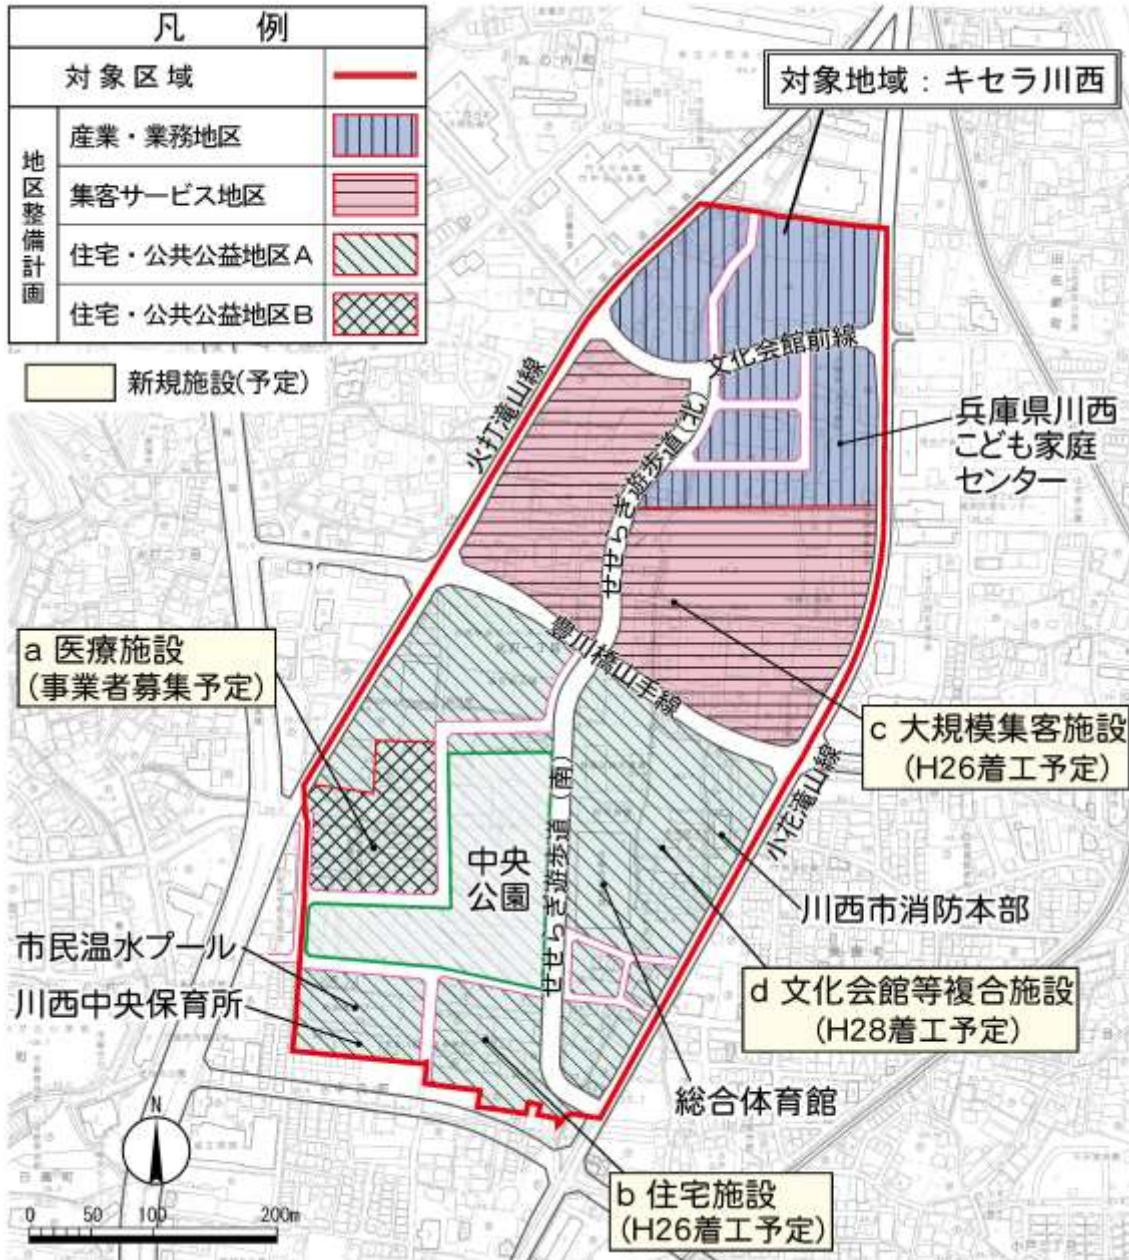 凡 例
対象区域
地区整備計画
産業・業務地区
集客サービス地区
住宅・公共公益地区A
住宅・公共公益地区B
新規施設(予定)
対象地域：キセラ川西
火打滝山線
文化会館前線
せせらぎ遊歩道(北)
兵庫県川西
こども家庭
センター
豊川橋山手線
a 医療施設
(事業者募集予定)
c 大規模集客施設
(H26着工予定)
小花滝山線
中央
公園
せせらぎ遊歩道(南)
川西市消防本部
市民温水プール
川西中央保育所
d 文化会館等複合施設
(H28着工予定)
総合体育館
b 住宅施設
(H26着工予定)
N
0 50 100 200m